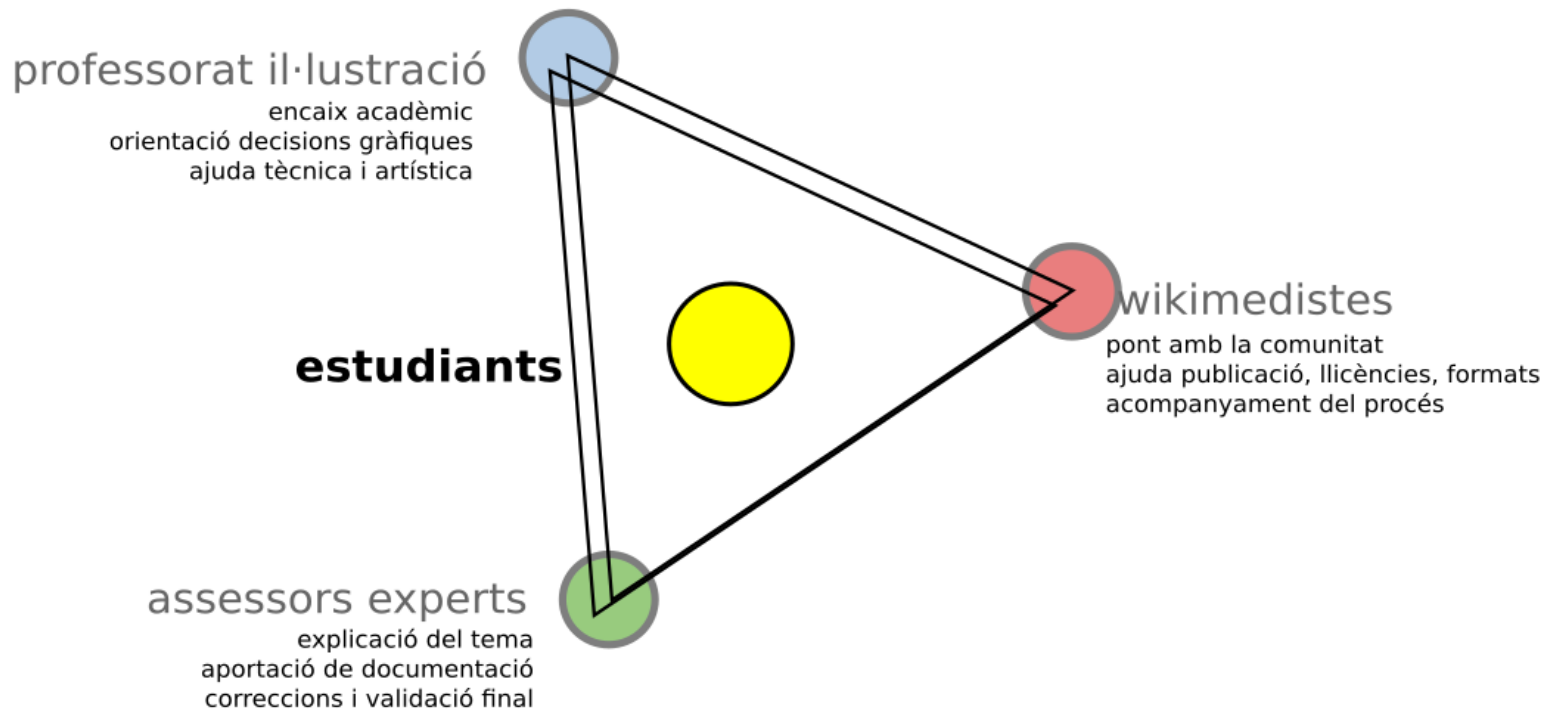 professorat il·lustració
encaix acadèmic
orientació decisions gràfiques
ajuda tècnica i artística
wikimedistes
pont amb la comunitat
ajuda publicació, llicències, formats
acompanyament del procés
estudiants
assessors experts
explicació del tema
aportació de documentació
correccions i validació final